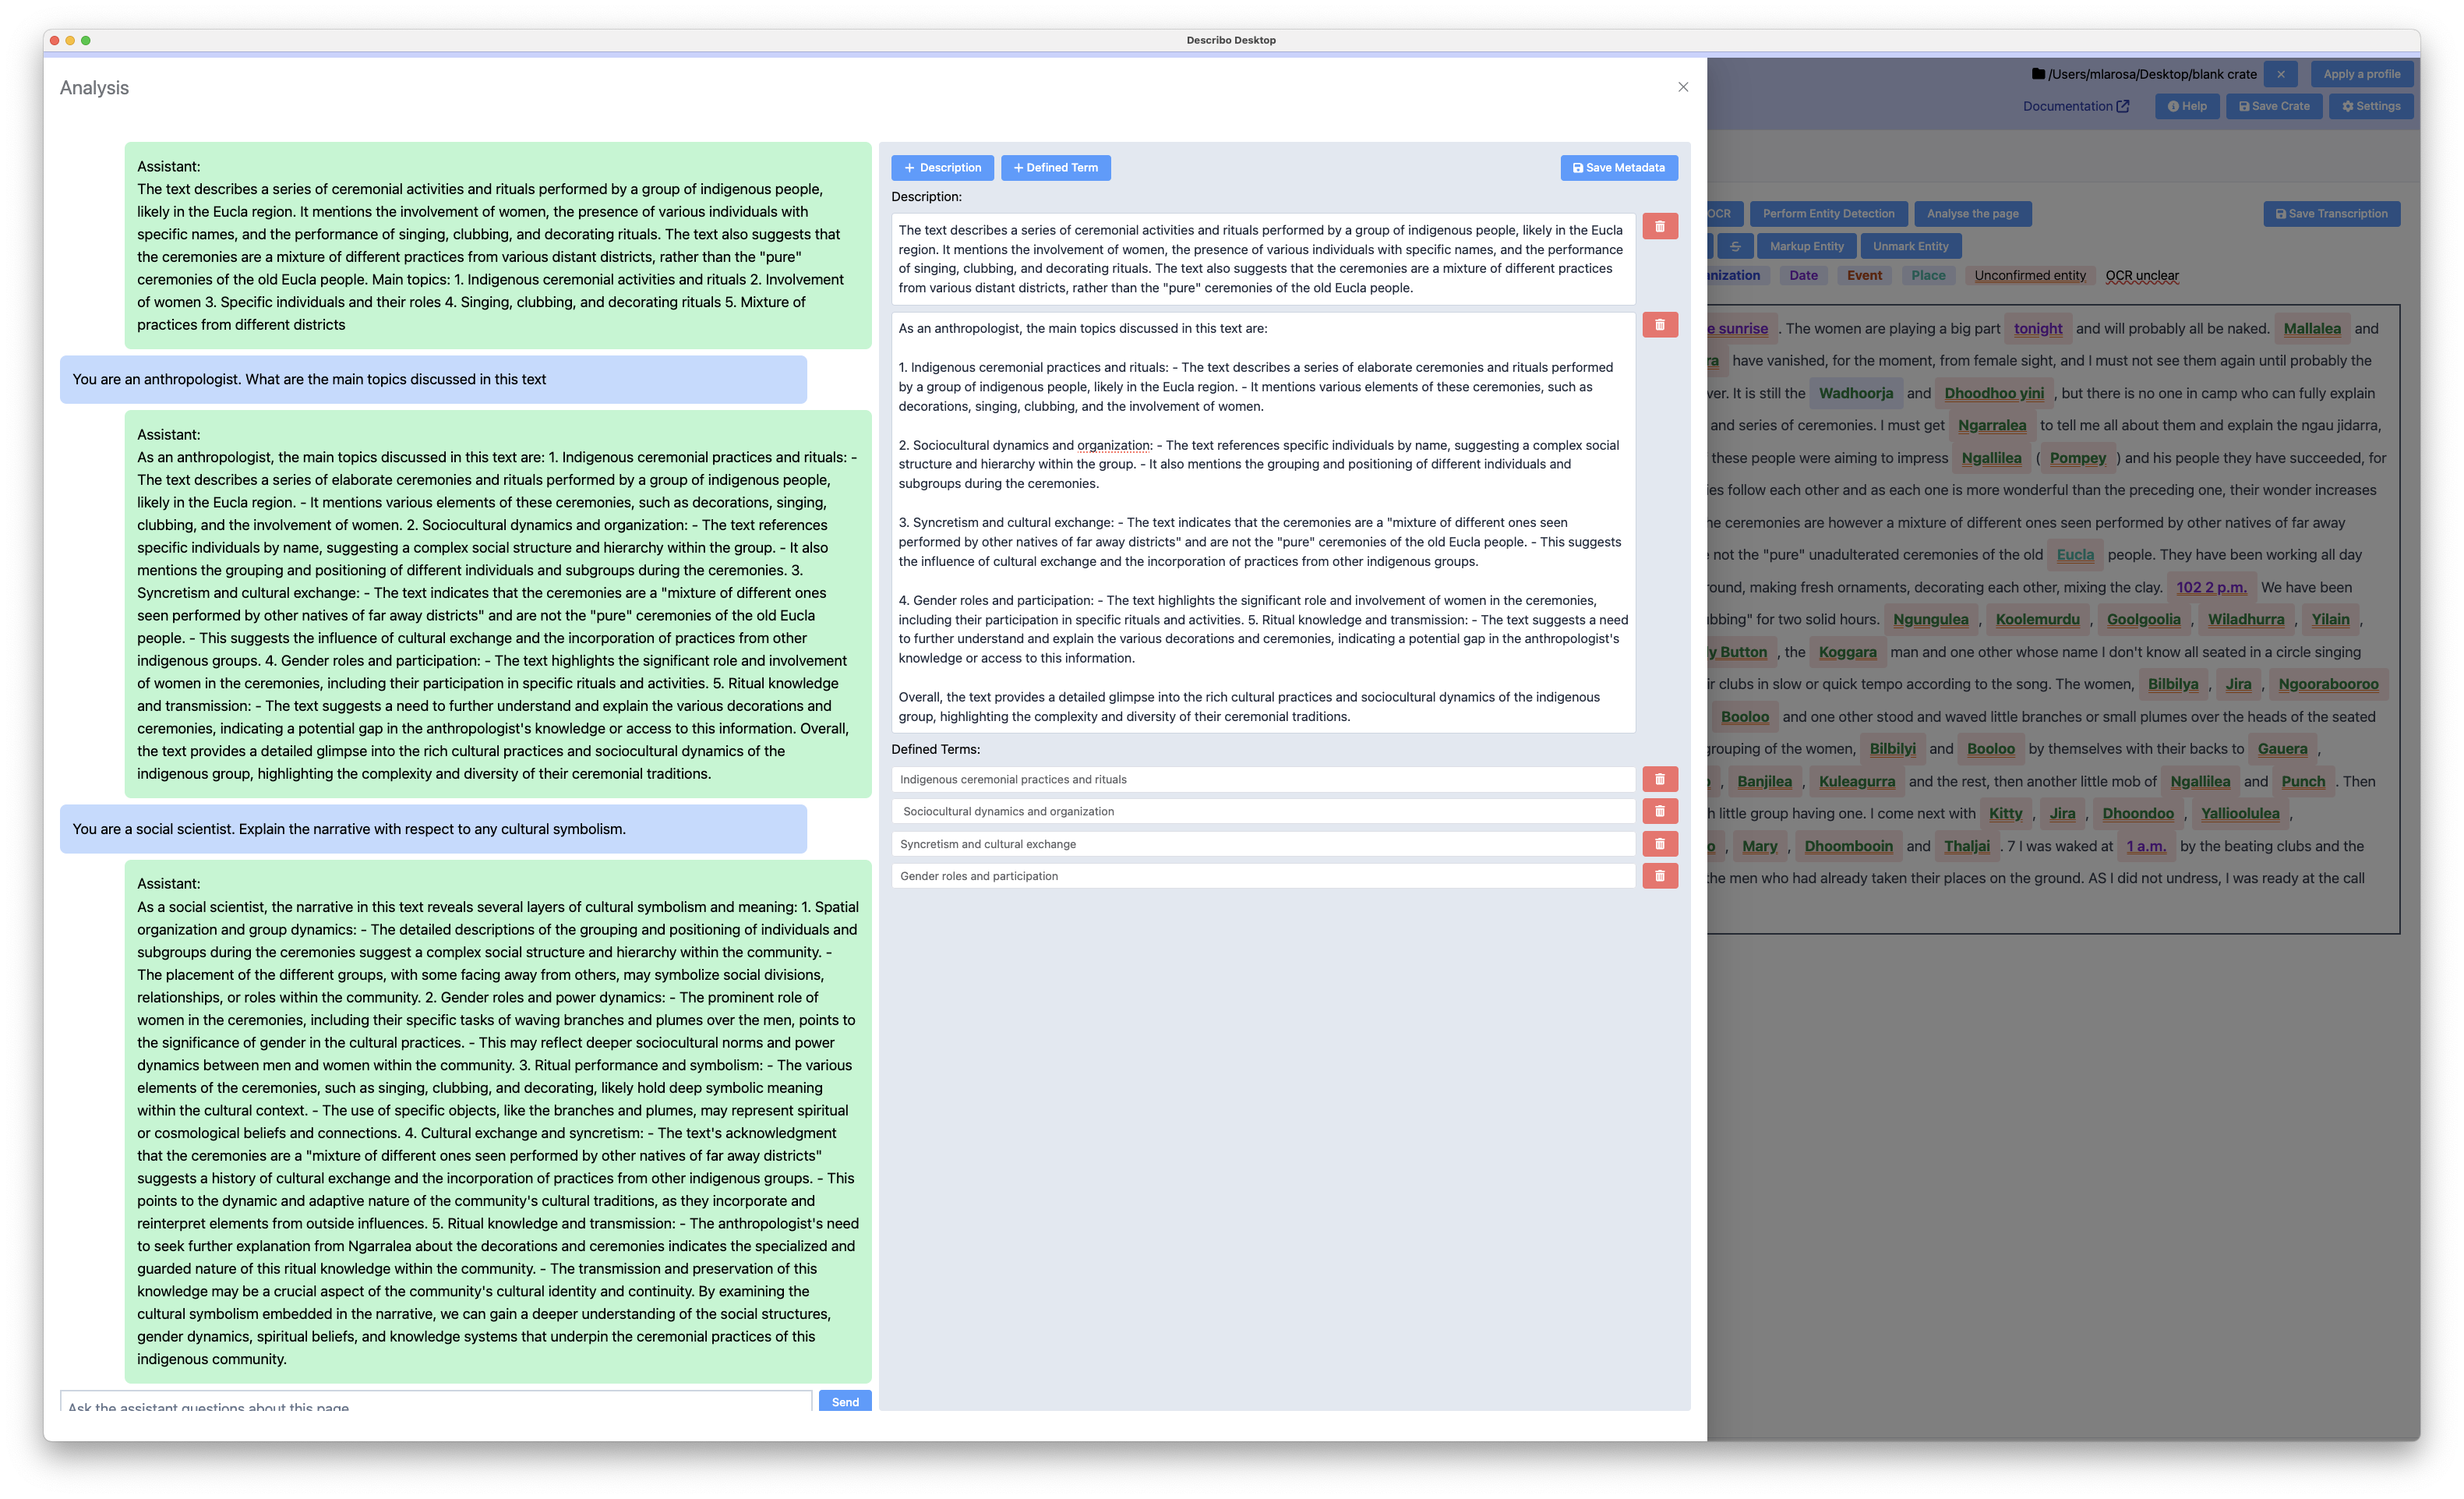 Describo Desktop
Analysis
Assistant:
The text describes a series of ceremonial activities and rituals performed by a group of indigenous people,
likely in the Eucla region. It mentions the involvement of women, the presence of various individuals with
specific names, and the performance of singing, clubbing, and decorating rituals. The text also suggests that
the ceremonies are a mixture of different practices from various distant districts, rather than the "pure"
ceremonies of the old Eucla people. Main topics: 1. Indigenous ceremonial activities and rituals 2. Involvement
of women 3. Specific individuals and their roles 4. Singing, clubbing, and decorating rituals 5. Mixture of
practices from different districts
You are an anthropologist. What are the main topics discussed in this text
Assistant:
As an anthropologist, the main topics discussed in this text are: 1. Indigenous ceremonial practices and rituals: -
The text describes a series of elaborate ceremonies and rituals performed by a group of indigenous people,
likely in the Eucla region. - It mentions various elements of these ceremonies, such as decorations, singing,
clubbing, and the involvement of women. 2. Sociocultural dynamics and organization: - The text references
specific individuals by name, suggesting a complex social structure and hierarchy within the group. - It also
mentions the grouping and positioning of different individuals and subgroups during the ceremonies. 3.
Syncretism and cultural exchange: - The text indicates that the ceremonies are a "mixture of different ones
seen performed by other natives of far away districts" and are not the "pure" ceremonies of the old Eucla
people. - This suggests the influence of cultural exchange and the incorporation of practices from other
indigenous groups. 4. Gender roles and participation: - The text highlights the significant role and involvement
of women in the ceremonies, including their participation in specific rituals and activities. 5. Ritual knowledge
and transmission: - The text suggests a need to further understand and explain the various decorations and
ceremonies, indicating a potential gap in the anthropologist's knowledge or access to this information. Overall,
the text provides a detailed glimpse into the rich cultural practices and sociocultural dynamics of the
indigenous group, highlighting the complexity and diversity of their ceremonial traditions.
You are a social scientist. Explain the narrative with respect to any cultural symbolism.
Assistant:
As a social scientist, the narrative in this text reveals several layers of cultural symbolism and meaning: 1. Spatial
organization and group dynamics: - The detailed descriptions of the grouping and positioning of individuals and
subgroups during the ceremonies suggest a complex social structure and hierarchy within the community. -
The placement of the different groups, with some facing away from others, may symbolize social divisions,
relationships, or roles within the community. 2. Gender roles and power dynamics: - The prominent role of
women in the ceremonies, including their specific tasks of waving branches and plumes over the men, points to
the significance of gender in the cultural practices. - This may reflect deeper sociocultural norms and power
dynamics between men and women within the community. 3. Ritual performance and symbolism: - The various
elements of the ceremonies, such as singing, clubbing, and decorating, likely hold deep symbolic meaning
within the cultural context. - The use of specific objects, like the branches and plumes, may represent spiritual
or cosmological beliefs and connections. 4. Cultural exchange and syncretism: - The text's acknowledgment
that the ceremonies are a "mixture of different ones seen performed by other natives of far away districts"
suggests a history of cultural exchange and the incorporation of practices from other indigenous groups. - This
points to the dynamic and adaptive nature of the community's cultural traditions, as they incorporate and
reinterpret elements from outside influences. 5. Ritual knowledge and transmission: - The anthropologist's need
to seek further explanation from Ngarralea about the decorations and ceremonies indicates the specialized and
guarded nature of this ritual knowledge within the community. - The transmission and preservation of this
knowledge may be a crucial aspect of the community's cultural identity and continuity. By examining the
cultural symbolism embedded in the narrative, we can gain a deeper understanding of the social structures,
gender dynamics, spiritual beliefs, and knowledge systems that underpin the ceremonial practices of this
indigenous community.
Ask the assistant questions about this page
Send
+ Description
+ Defined Term
Save Metadata
Description:
The text describes a series of ceremonial activities and rituals performed by a group of indigenous people, likely in the Eucla
region. It mentions the involvement of women, the presence of various individuals with specific names, and the performance
of singing, clubbing, and decorating rituals. The text also suggests that the ceremonies are a mixture of different practices
from various distant districts, rather than the "pure" ceremonies of the old Eucla people.
As an anthropologist, the main topics discussed in this text are:
1. Indigenous ceremonial practices and rituals: - The text describes a series of elaborate ceremonies and rituals performed
by a group of indigenous people, likely in the Eucla region. - It mentions various elements of these ceremonies, such as
decorations, singing, clubbing, and the involvement of women.
2. Sociocultural dynamics and organization: - The text references specific individuals by name, suggesting a complex social
structure and hierarchy within the group. - It also mentions the grouping and positioning of different individuals and
subgroups during the ceremonies.
3. Syncretism and cultural exchange: - The text indicates that the ceremonies are a "mixture of different ones seen
performed by other natives of far away districts" and are not the "pure" ceremonies of the old Eucla people. - This suggests
the influence of cultural exchange and the incorporation of practices from other indigenous groups.
4. Gender roles and participation: - The text highlights the significant role and involvement of women in the ceremonies,
including their participation in specific rituals and activities. 5. Ritual knowledge and transmission: - The text suggests a need
to further understand and explain the various decorations and ceremonies, indicating a potential gap in the anthropologist's
knowledge or access to this information.
Overall, the text provides a detailed glimpse into the rich cultural practices and sociocultural dynamics of the indigenous
group, highlighting the complexity and diversity of their ceremonial traditions.
Defined Terms:
Indigenous ceremonial practices and rituals
Sociocultural dynamics and organization
Syncretism and cultural exchange
Gender roles and participation
/Users/mlarosa/Desktop/blank crate
Apply a profile
Documentation
Help
Save Crate
Settings
OCR
Perform Entity Detection
Analyse the page
Save Transcription
Markup Entity
Unmark Entity
nization Date Event Place Unconfirmed entity OCR unclear
e sunrise . The women are playing a big part tonight and will probably all be naked. Mallalea and
ra have vanished, for the moment, from female sight, and I must not see them again until probably the
ver. It is still the Wadhoorja and Dhoodhoo yini , but there is no one in camp who can fully explain
and series of ceremonies. I must get Ngarralea to tell me all about them and explain the ngau jidarra,
these people were aiming to impress Ngallilea ( Pompey ) and his people they have succeeded, for
ies follow each other and as each one is more wonderful than the preceding one, their wonder increases
he ceremonies are however a mixture of different ones seen performed by other natives of far away
not the "pure" unadulterated ceremonies of the old Eucla people. They have been working all day
round, making fresh ornaments, decorating each other, mixing the clay. 102 2 p.m. We have been
ubbing" for two solid hours. Ngungulea , Koolemurdu , Goolgoolia , Wiladhurra , Yilain ,
y Button , the Koggara man and one other whose name I don't know all seated in a circle singing
ir clubs in slow or quick tempo according to the song. The women, Bilbilya , Jira , Ngoorabooroo
Booloo and one other stood and waved little branches or small plumes over the heads of the seated
grouping of the women, Bilbilyi and Booloo by themselves with their backs to Gauera ,
, Banjilea , Kuleagurra and the rest, then another little mob of Ngallilea and Punch . Then
h little group having one. I come next with Kitty , Jira , Dhoondoo , Yallioolulea ,
o , Mary , Dhoombooin and Thaljai . 7 I was waked at 1 a.m. by the beating clubs and the
he men who had already taken their places on the ground. AS I did not undress, I was ready at the call